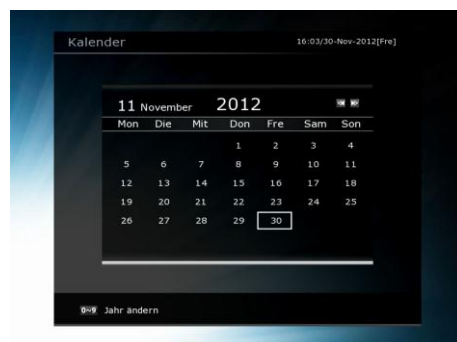 Kalender 16:03/30-Nov-2012[Fre]
11 November 2012
Mon Die Mit Don Fre Sam Son
1 2 3 4
5 6 7 8 9 10 11
12 13 14 15 16 17 18
19 20 21 22 23 24 25
26 27 28 29 30
0~9 Jahr ändern